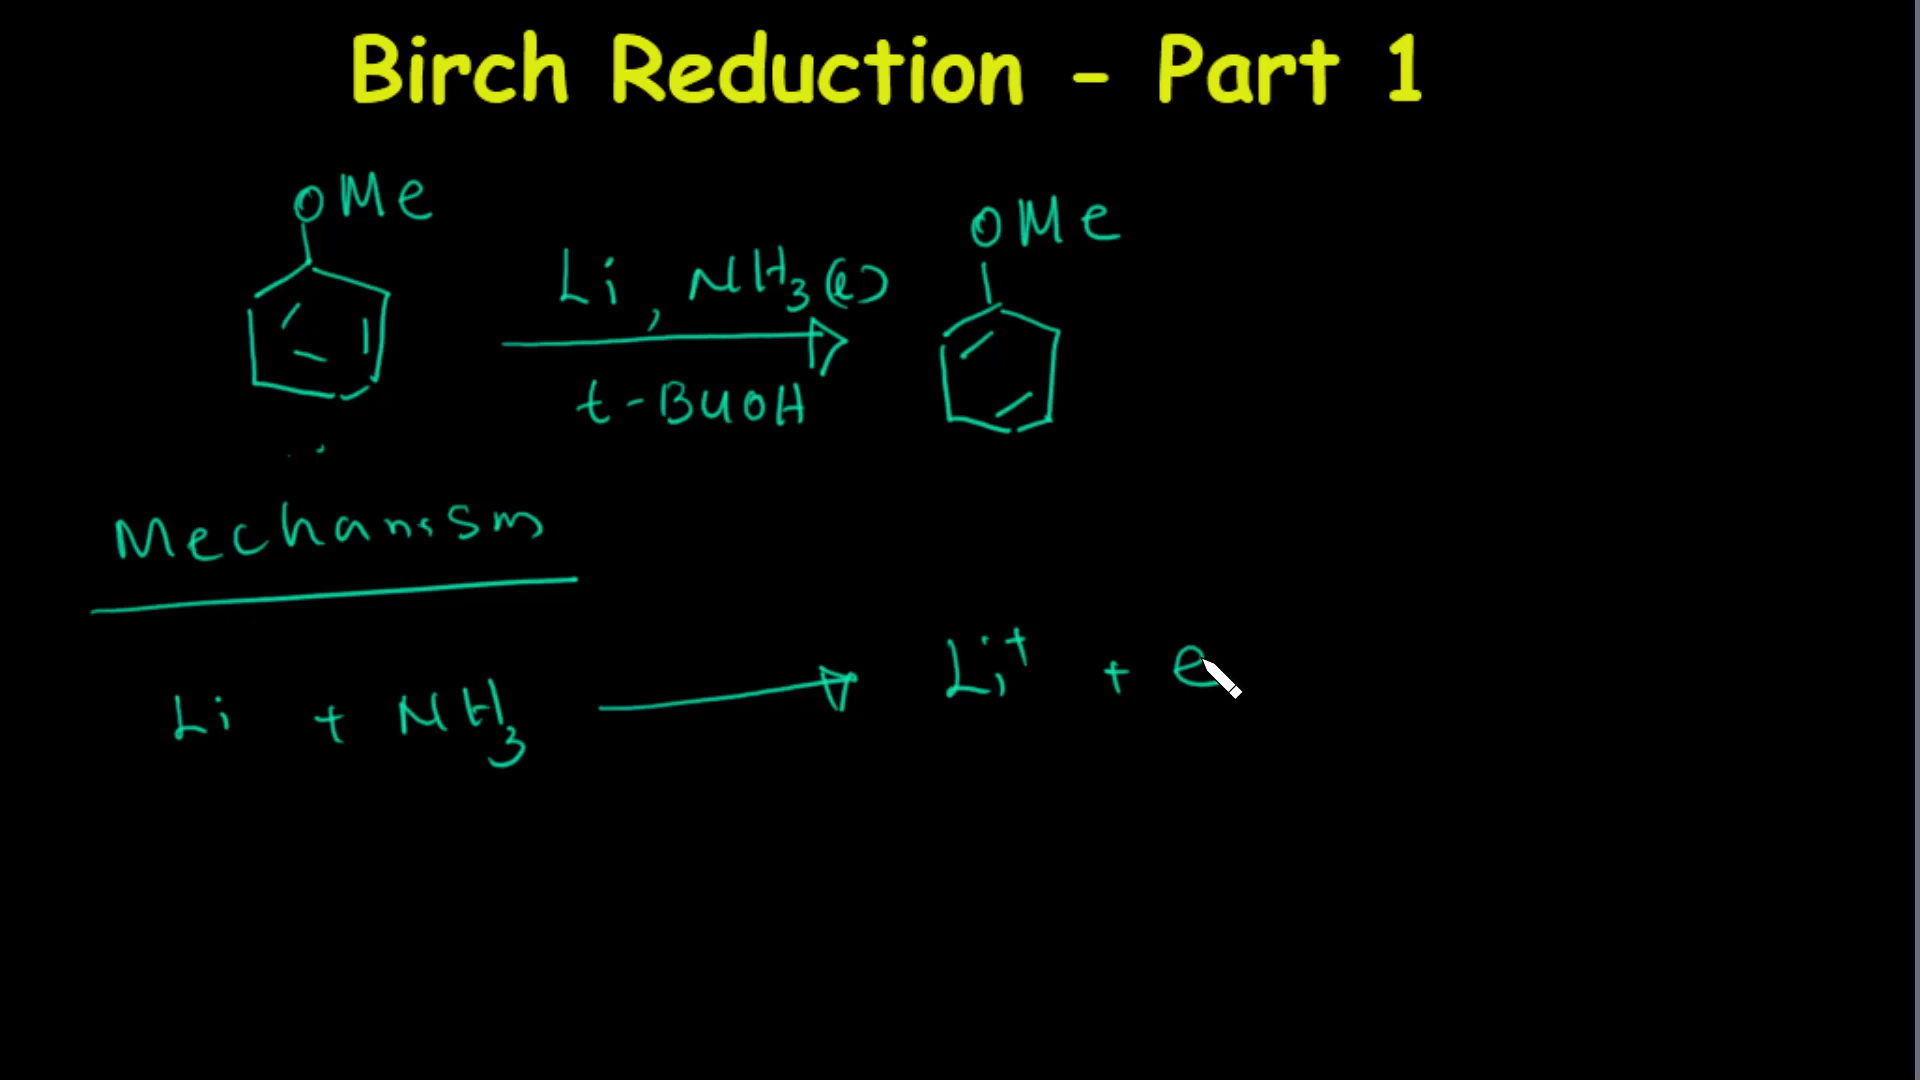 Birch Reduction - Part 1
OMe
OMe
Li, NH3(l)
t-BuOH
Mechanism
Li + NH3 → Li+ + e